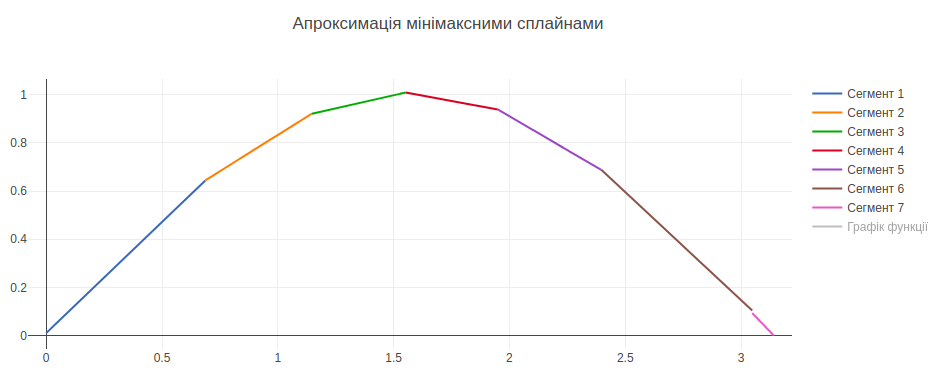 Апроксимація мінімаксними сплайнами
1
0.8
0.6
0.4
0.2
0
0 0.5 1 1.5 2 2.5 3
Сегмент 1
Сегмент 2
Сегмент 3
Сегмент 4
Сегмент 5
Сегмент 6
Сегмент 7
Графік функції